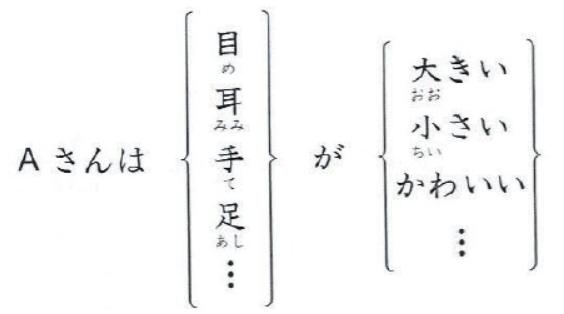 Aさんは
目
め
耳
みみ
手
て
足
あし
⋮
が
大きい
おお
小さい
ちい
かわいい
⋮